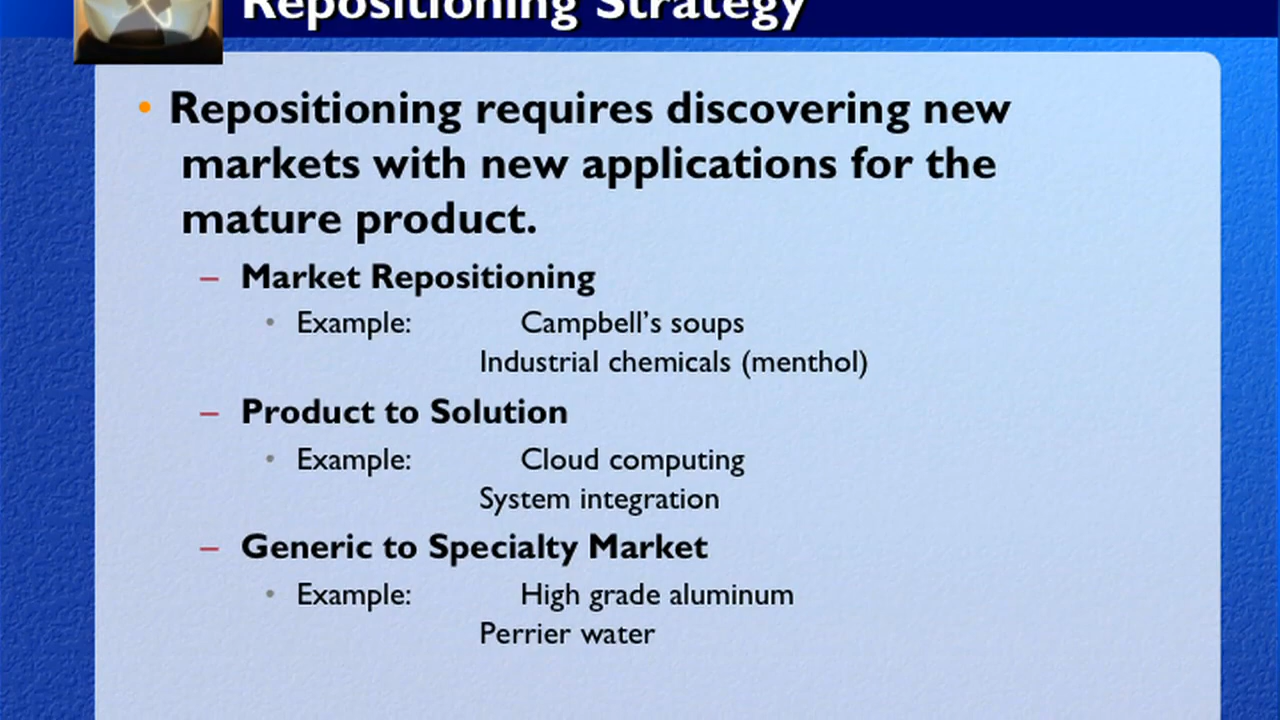 Repositioning Strategy
• Repositioning requires discovering new
markets with new applications for the
mature product.
– Market Repositioning
• Example: Campbell’s soups
Industrial chemicals (menthol)
– Product to Solution
• Example: Cloud computing
System integration
– Generic to Specialty Market
• Example: High grade aluminum
Perrier water